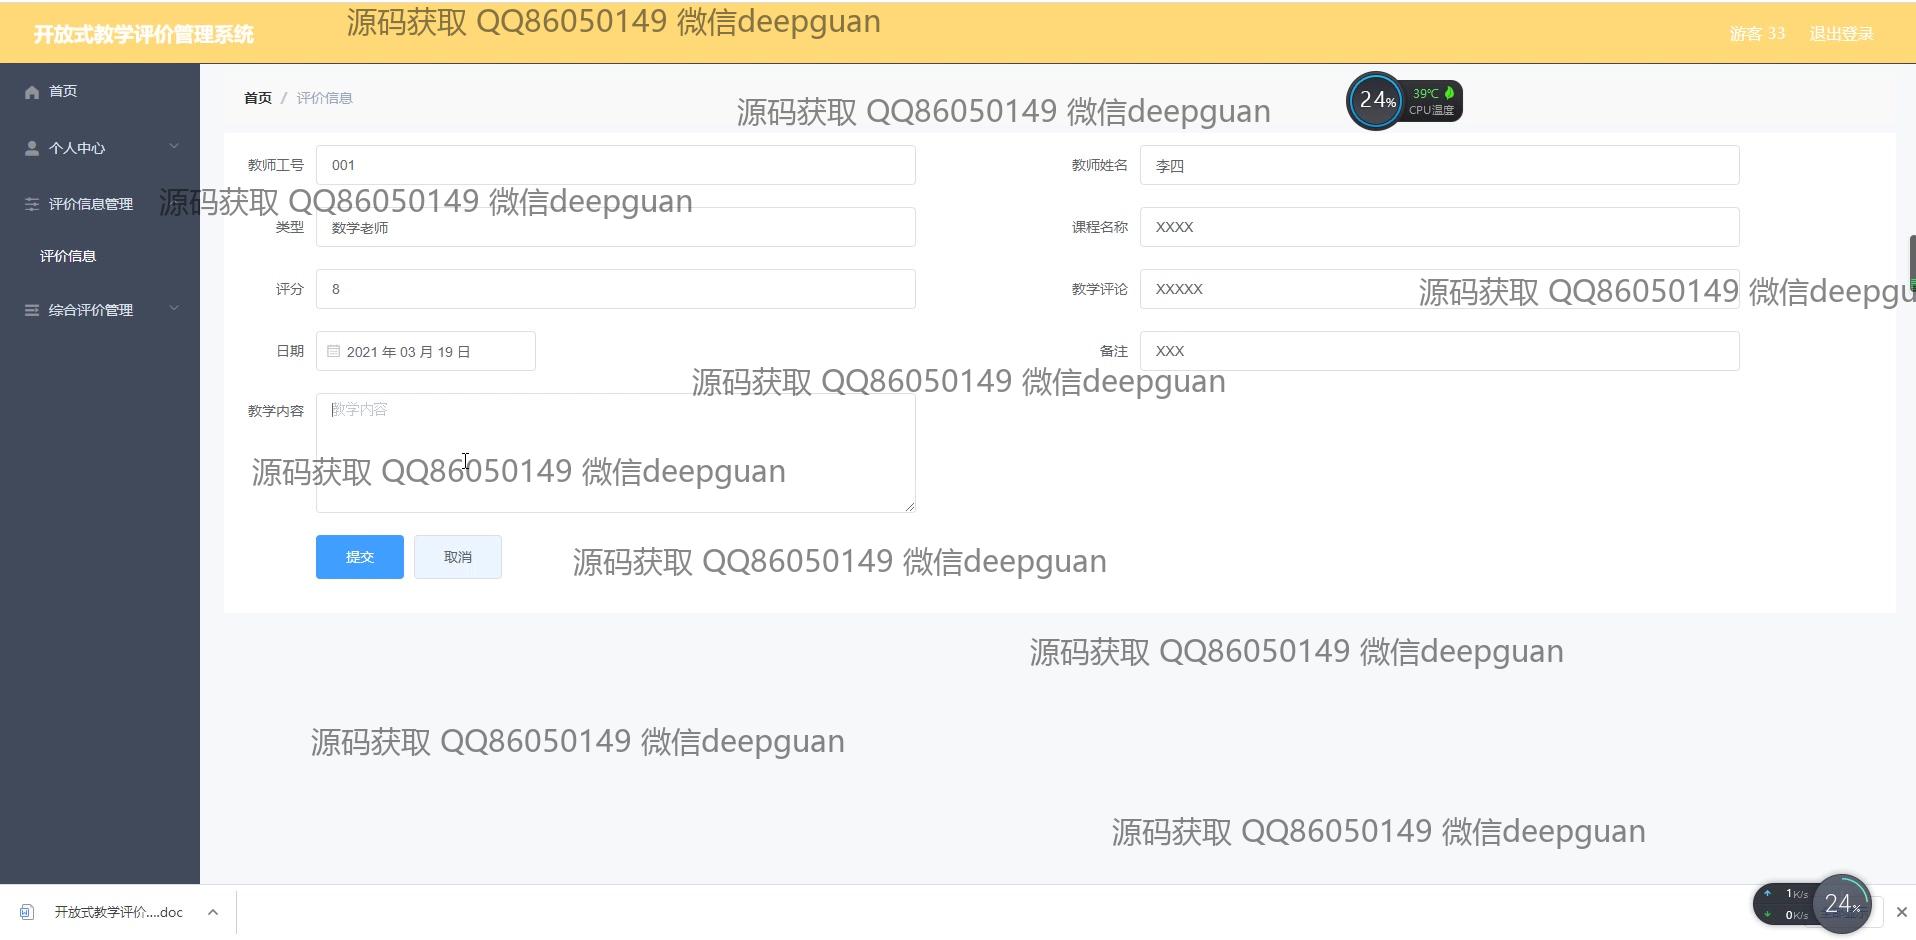 开放式教学评价管理系统
源码获取 QQ86050149 微信deepguan
游客 33
退出登录
首页
个人中心
评价信息管理
评价信息
综合评价管理
首页 / 评价信息
源码获取 QQ86050149 微信deepguan
24%
39℃
CPU温度
教师工号 001
教师姓名 李四
源码获取 QQ86050149 微信deepguan
类型 数学老师
课程名称 XXXX
评分 8
教学评论 XXXXX
源码获取 QQ86050149 微信deepgu
日期 2021 年 03 月 19 日
备注 XXX
源码获取 QQ86050149 微信deepguan
教学内容 教学内容
源码获取 QQ86050149 微信deepguan
提交
取消
源码获取 QQ86050149 微信deepguan
源码获取 QQ86050149 微信deepguan
源码获取 QQ86050149 微信deepguan
源码获取 QQ86050149 微信deepguan
开放式教学评价....doc
1K/s
0K/s
24%